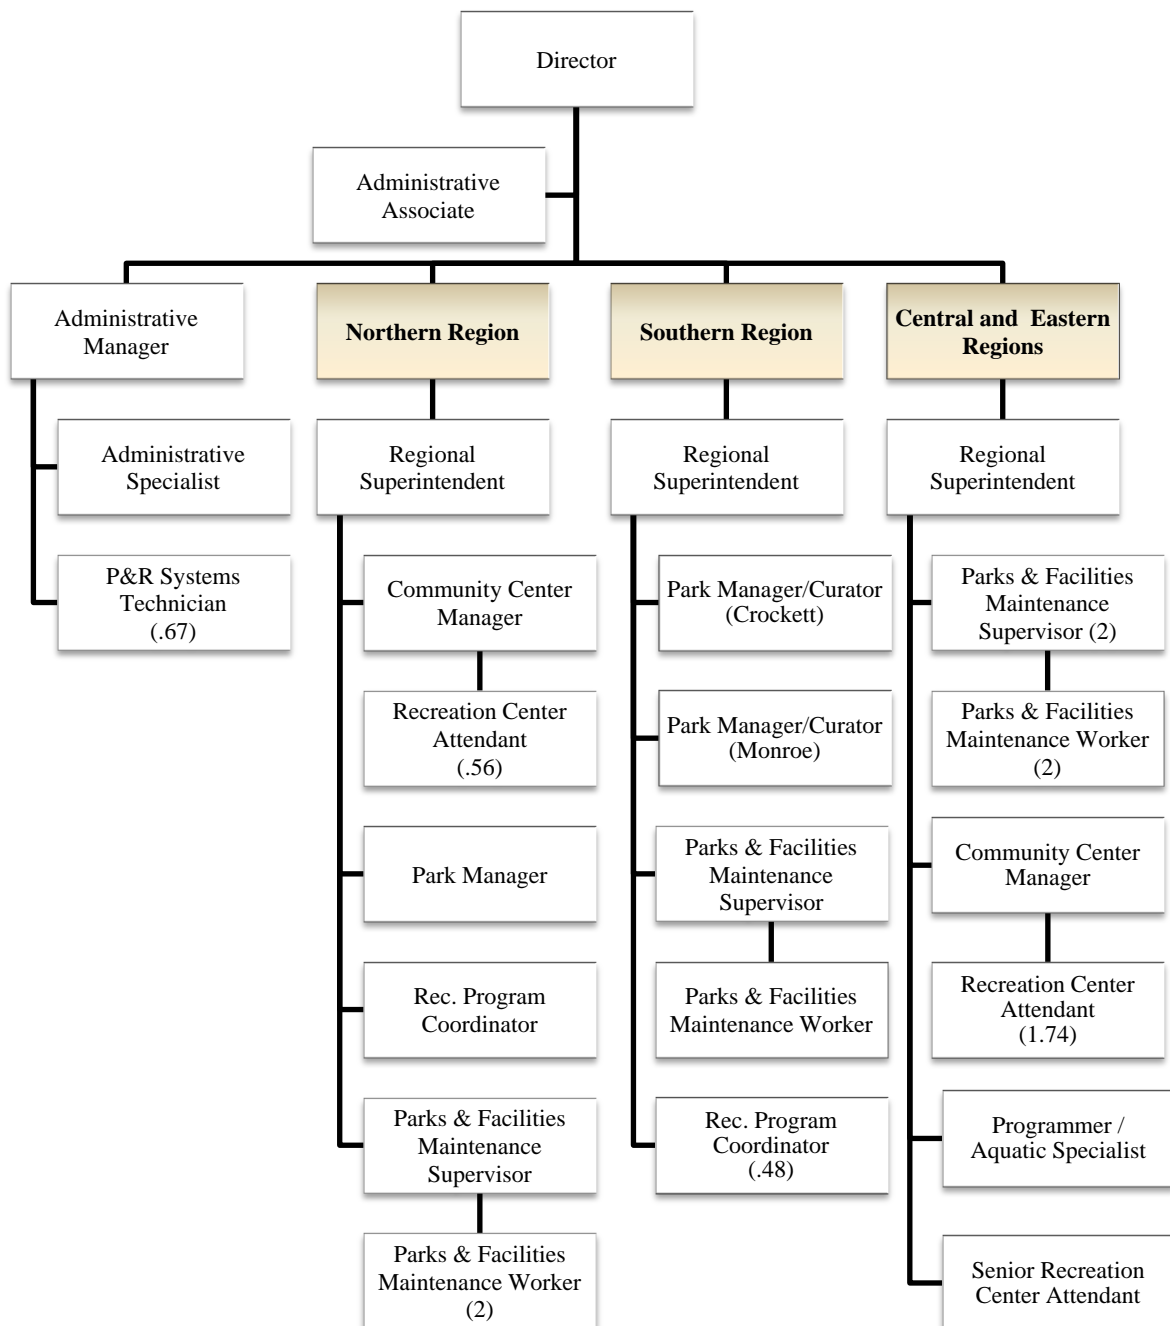 Director
Administrative
Associate
Administrative
Manager
Northern Region
Southern Region
Central and  Eastern
Regions
Administrative
Specialist
P&R Systems
Technician
(.67)
Regional
Superintendent
Community Center
Manager
Recreation Center
Attendant
(.56)
Park Manager
Rec. Program
Coordinator
Parks & Facilities
Maintenance
Supervisor
Parks & Facilities
Maintenance Worker
(2)
Regional
Superintendent
Park Manager/Curator
(Crockett)
Park Manager/Curator
(Monroe)
Parks & Facilities
Maintenance
Supervisor
Parks & Facilities
Maintenance Worker
Rec. Program
Coordinator
(.48)
Regional
Superintendent
Parks & Facilities
Maintenance
Supervisor (2)
Parks & Facilities
Maintenance Worker
(2)
Community Center
Manager
Recreation Center
Attendant
(1.74)
Programmer /
Aquatic Specialist
Senior Recreation
Center Attendant